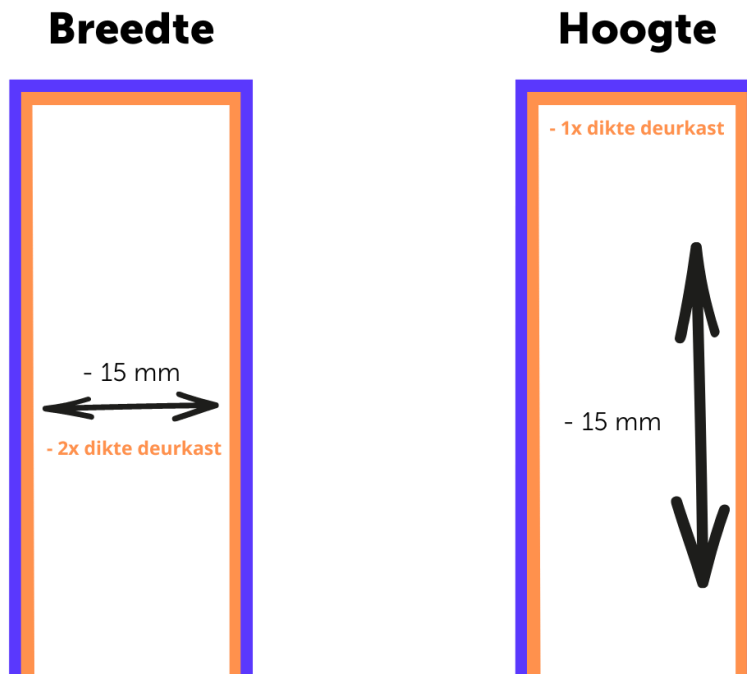 Breedte
Hoogte
- 1x dikte deurkast
- 15 mm
- 2x dikte deurkast
- 15 mm